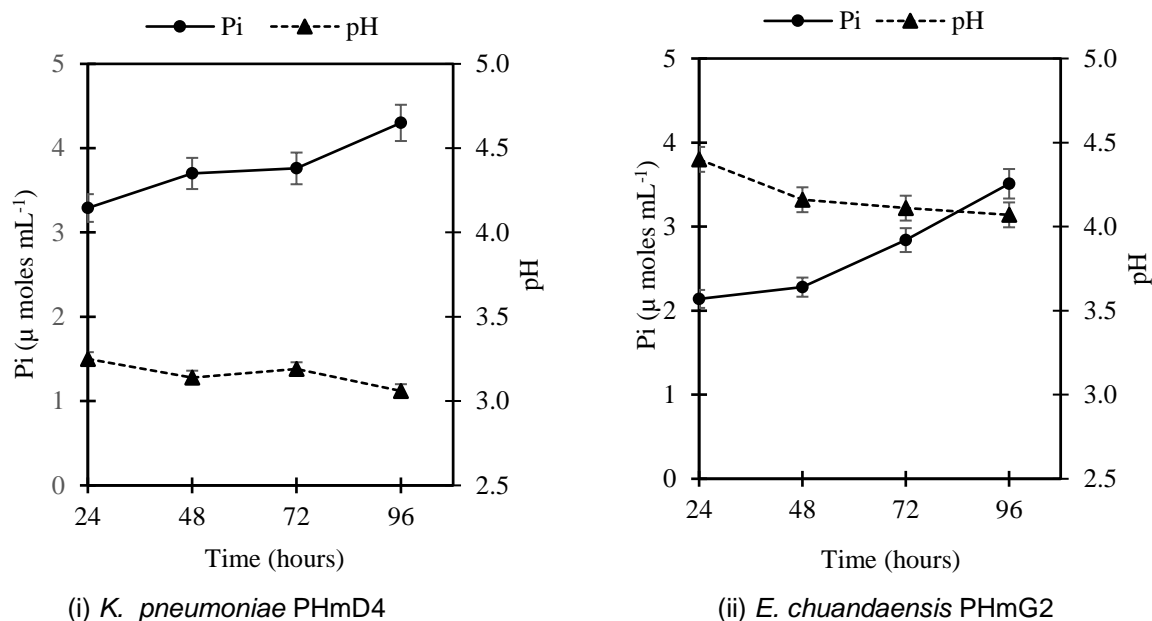 Pi pH
5
4
3
2
1
0
Pi (µ moles mL-1)
5.0
4.5
4.0
3.5
3.0
2.5
pH
24 48 72 96
Time (hours)
(i) K. pneumoniae PHmD4
Pi pH
5
4
3
2
1
0
Pi (µ moles mL-1)
5.0
4.5
4.0
3.5
3.0
2.5
pH
24 48 72 96
Time (hours)
(ii) E. chuandaensis PHmG2